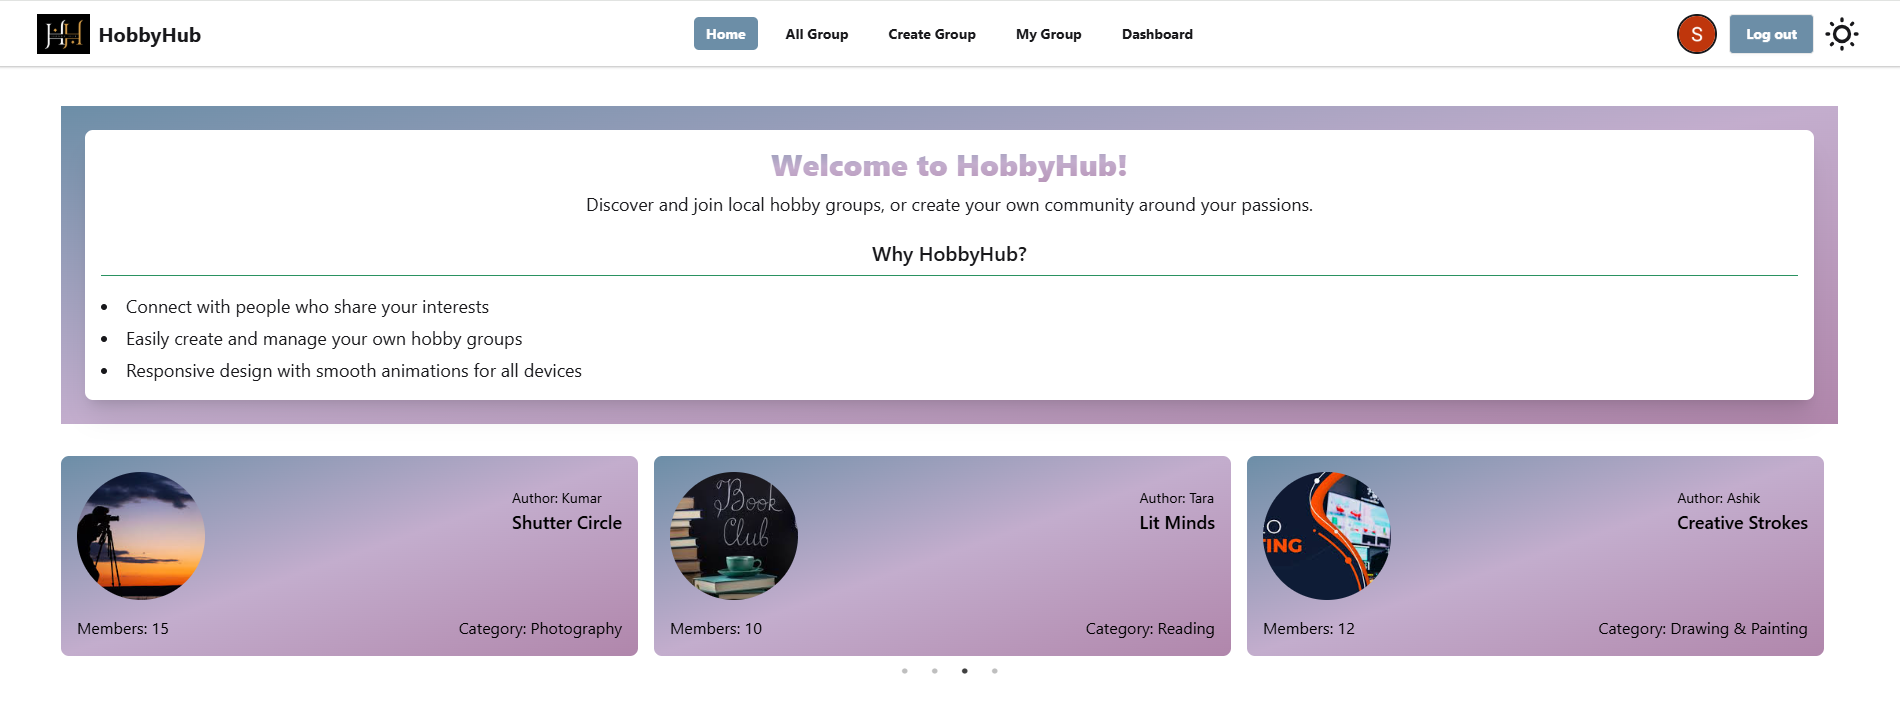 HH HobbyHub Home All Group Create Group My Group Dashboard S Log out
Welcome to HobbyHub!
Discover and join local hobby groups, or create your own community around your passions.
Why HobbyHub?
• Connect with people who share your interests
• Easily create and manage your own hobby groups
• Responsive design with smooth animations for all devices
Author: Kumar
Shutter Circle
Members: 15 Category: Photography
Book
Club
Author: Tara
Lit Minds
Members: 10 Category: Reading
O
TING
Author: Ashik
Creative Strokes
Members: 12 Category: Drawing & Painting